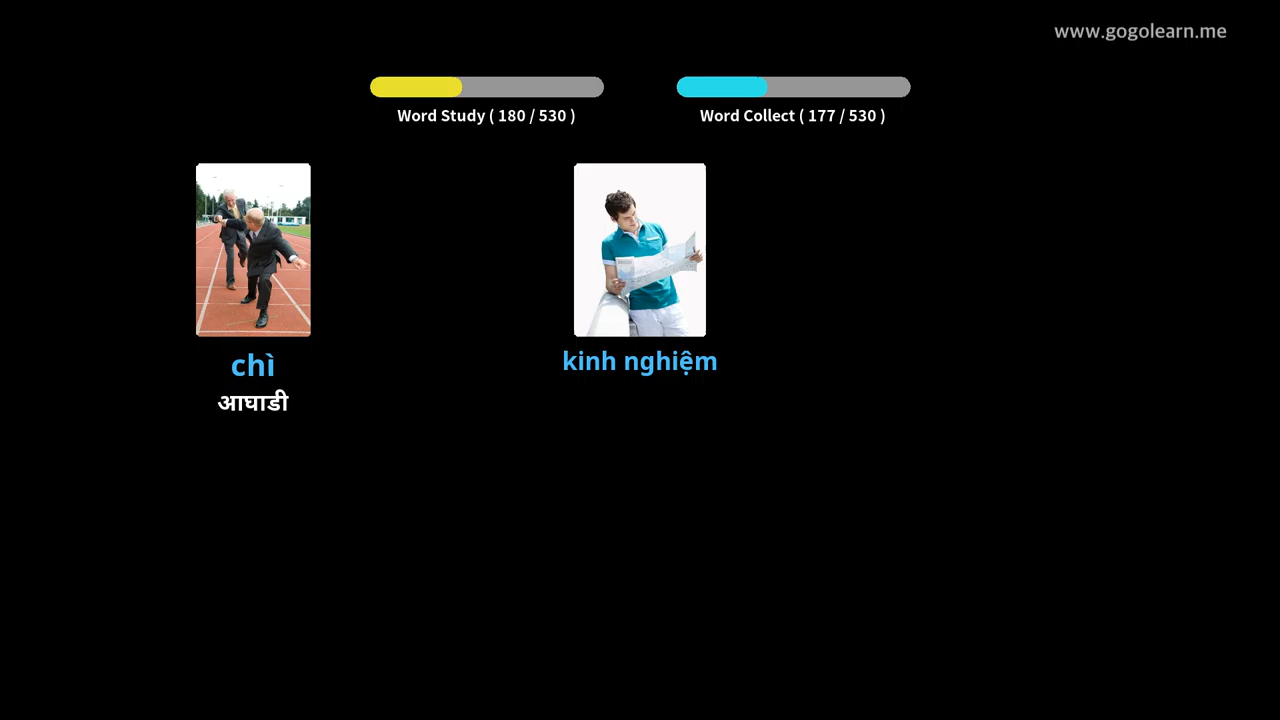 www.gogolearn.me
Word Study ( 180 / 530 )
Word Collect ( 177 / 530 )
chì
आघाडी
kinh nghiệm